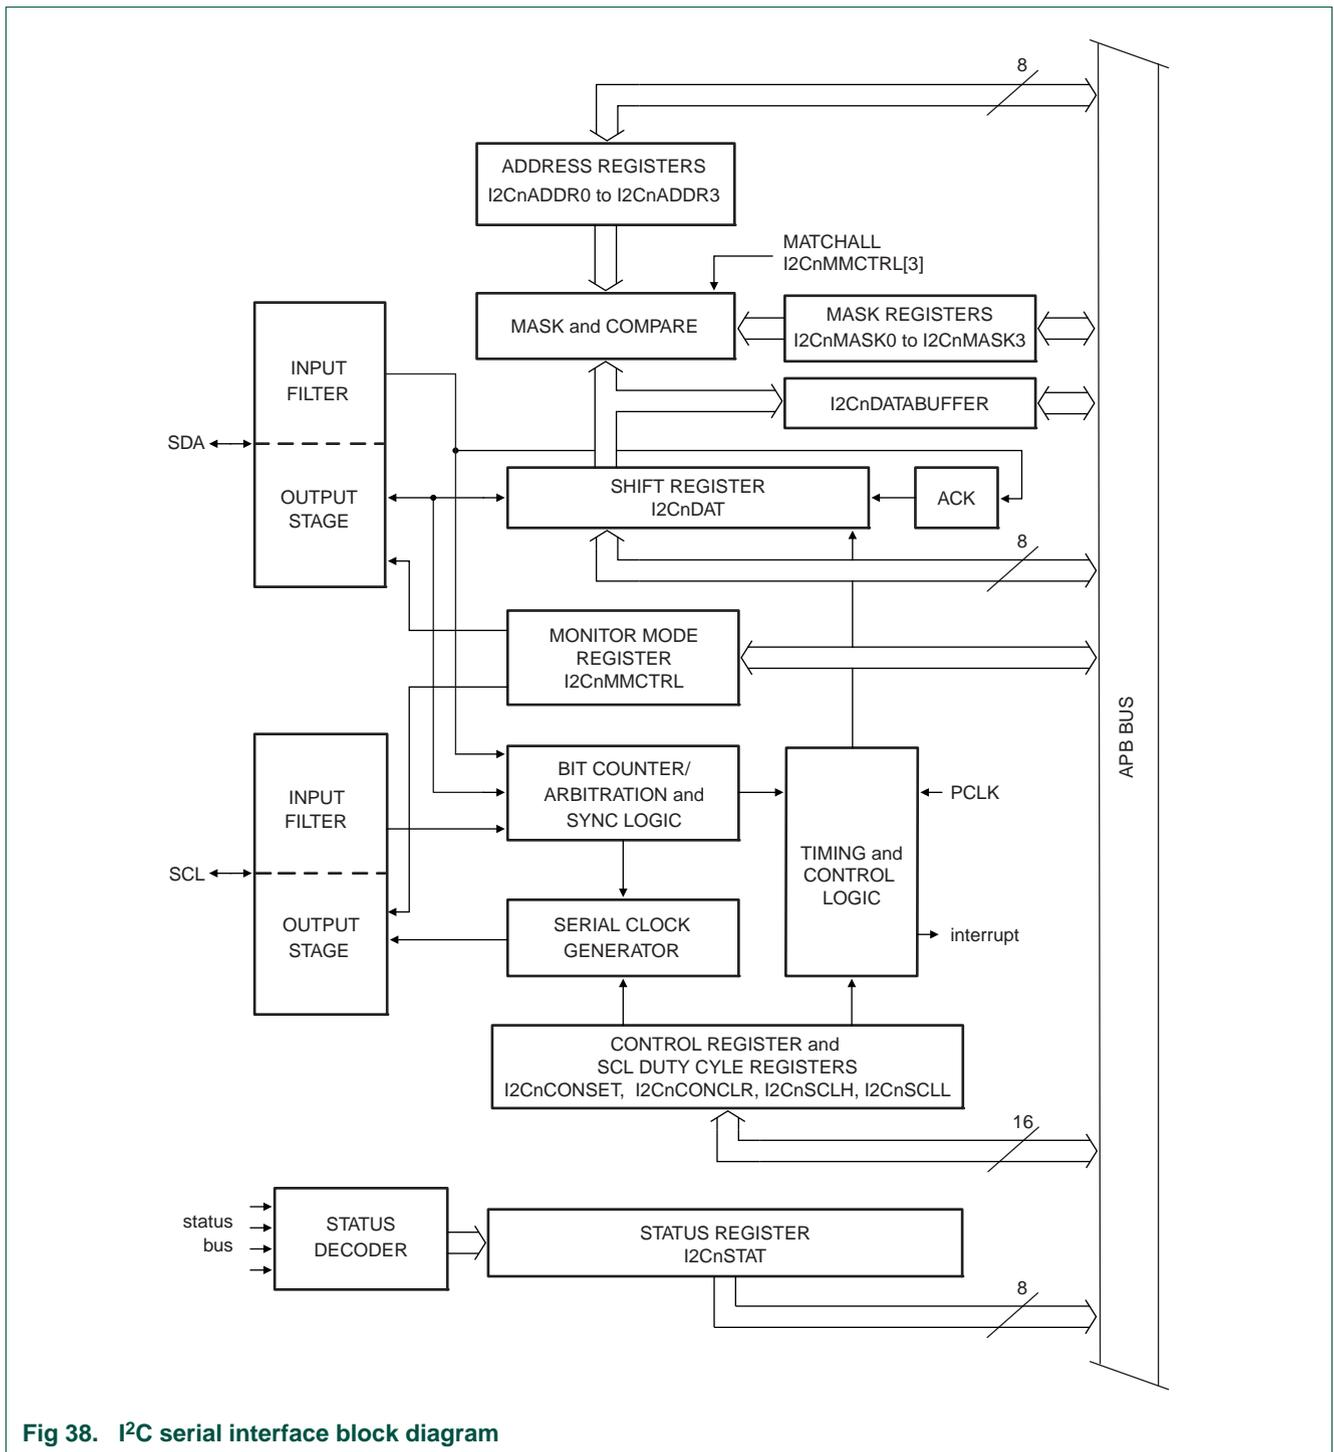 8
ADDRESS REGISTERS
I2CnADDR0 to I2CnADDR3
MATCHALL
I2CnMMCTRL[3]
MASK and COMPARE
MASK REGISTERS
I2CnMASK0 to I2CnMASK3
INPUT
FILTER
I2CnDATABUFFER
SDA
OUTPUT
STAGE
SHIFT REGISTER
I2CnDAT
ACK
8
MONITOR MODE
REGISTER
I2CnMMCTRL
APB BUS
INPUT
FILTER
BIT COUNTER/
ARBITRATION and
SYNC LOGIC
PCLK
TIMING and
CONTROL
LOGIC
SCL
OUTPUT
STAGE
SERIAL CLOCK
GENERATOR
interrupt
CONTROL REGISTER and
SCL DUTY CYLE REGISTERS
I2CnCONSET, I2CnCONCLR, I2CnSCLH, I2CnSCLL
16
status
bus
STATUS
DECODER
STATUS REGISTER
I2CnSTAT
8
Fig 38. I²C serial interface block diagram